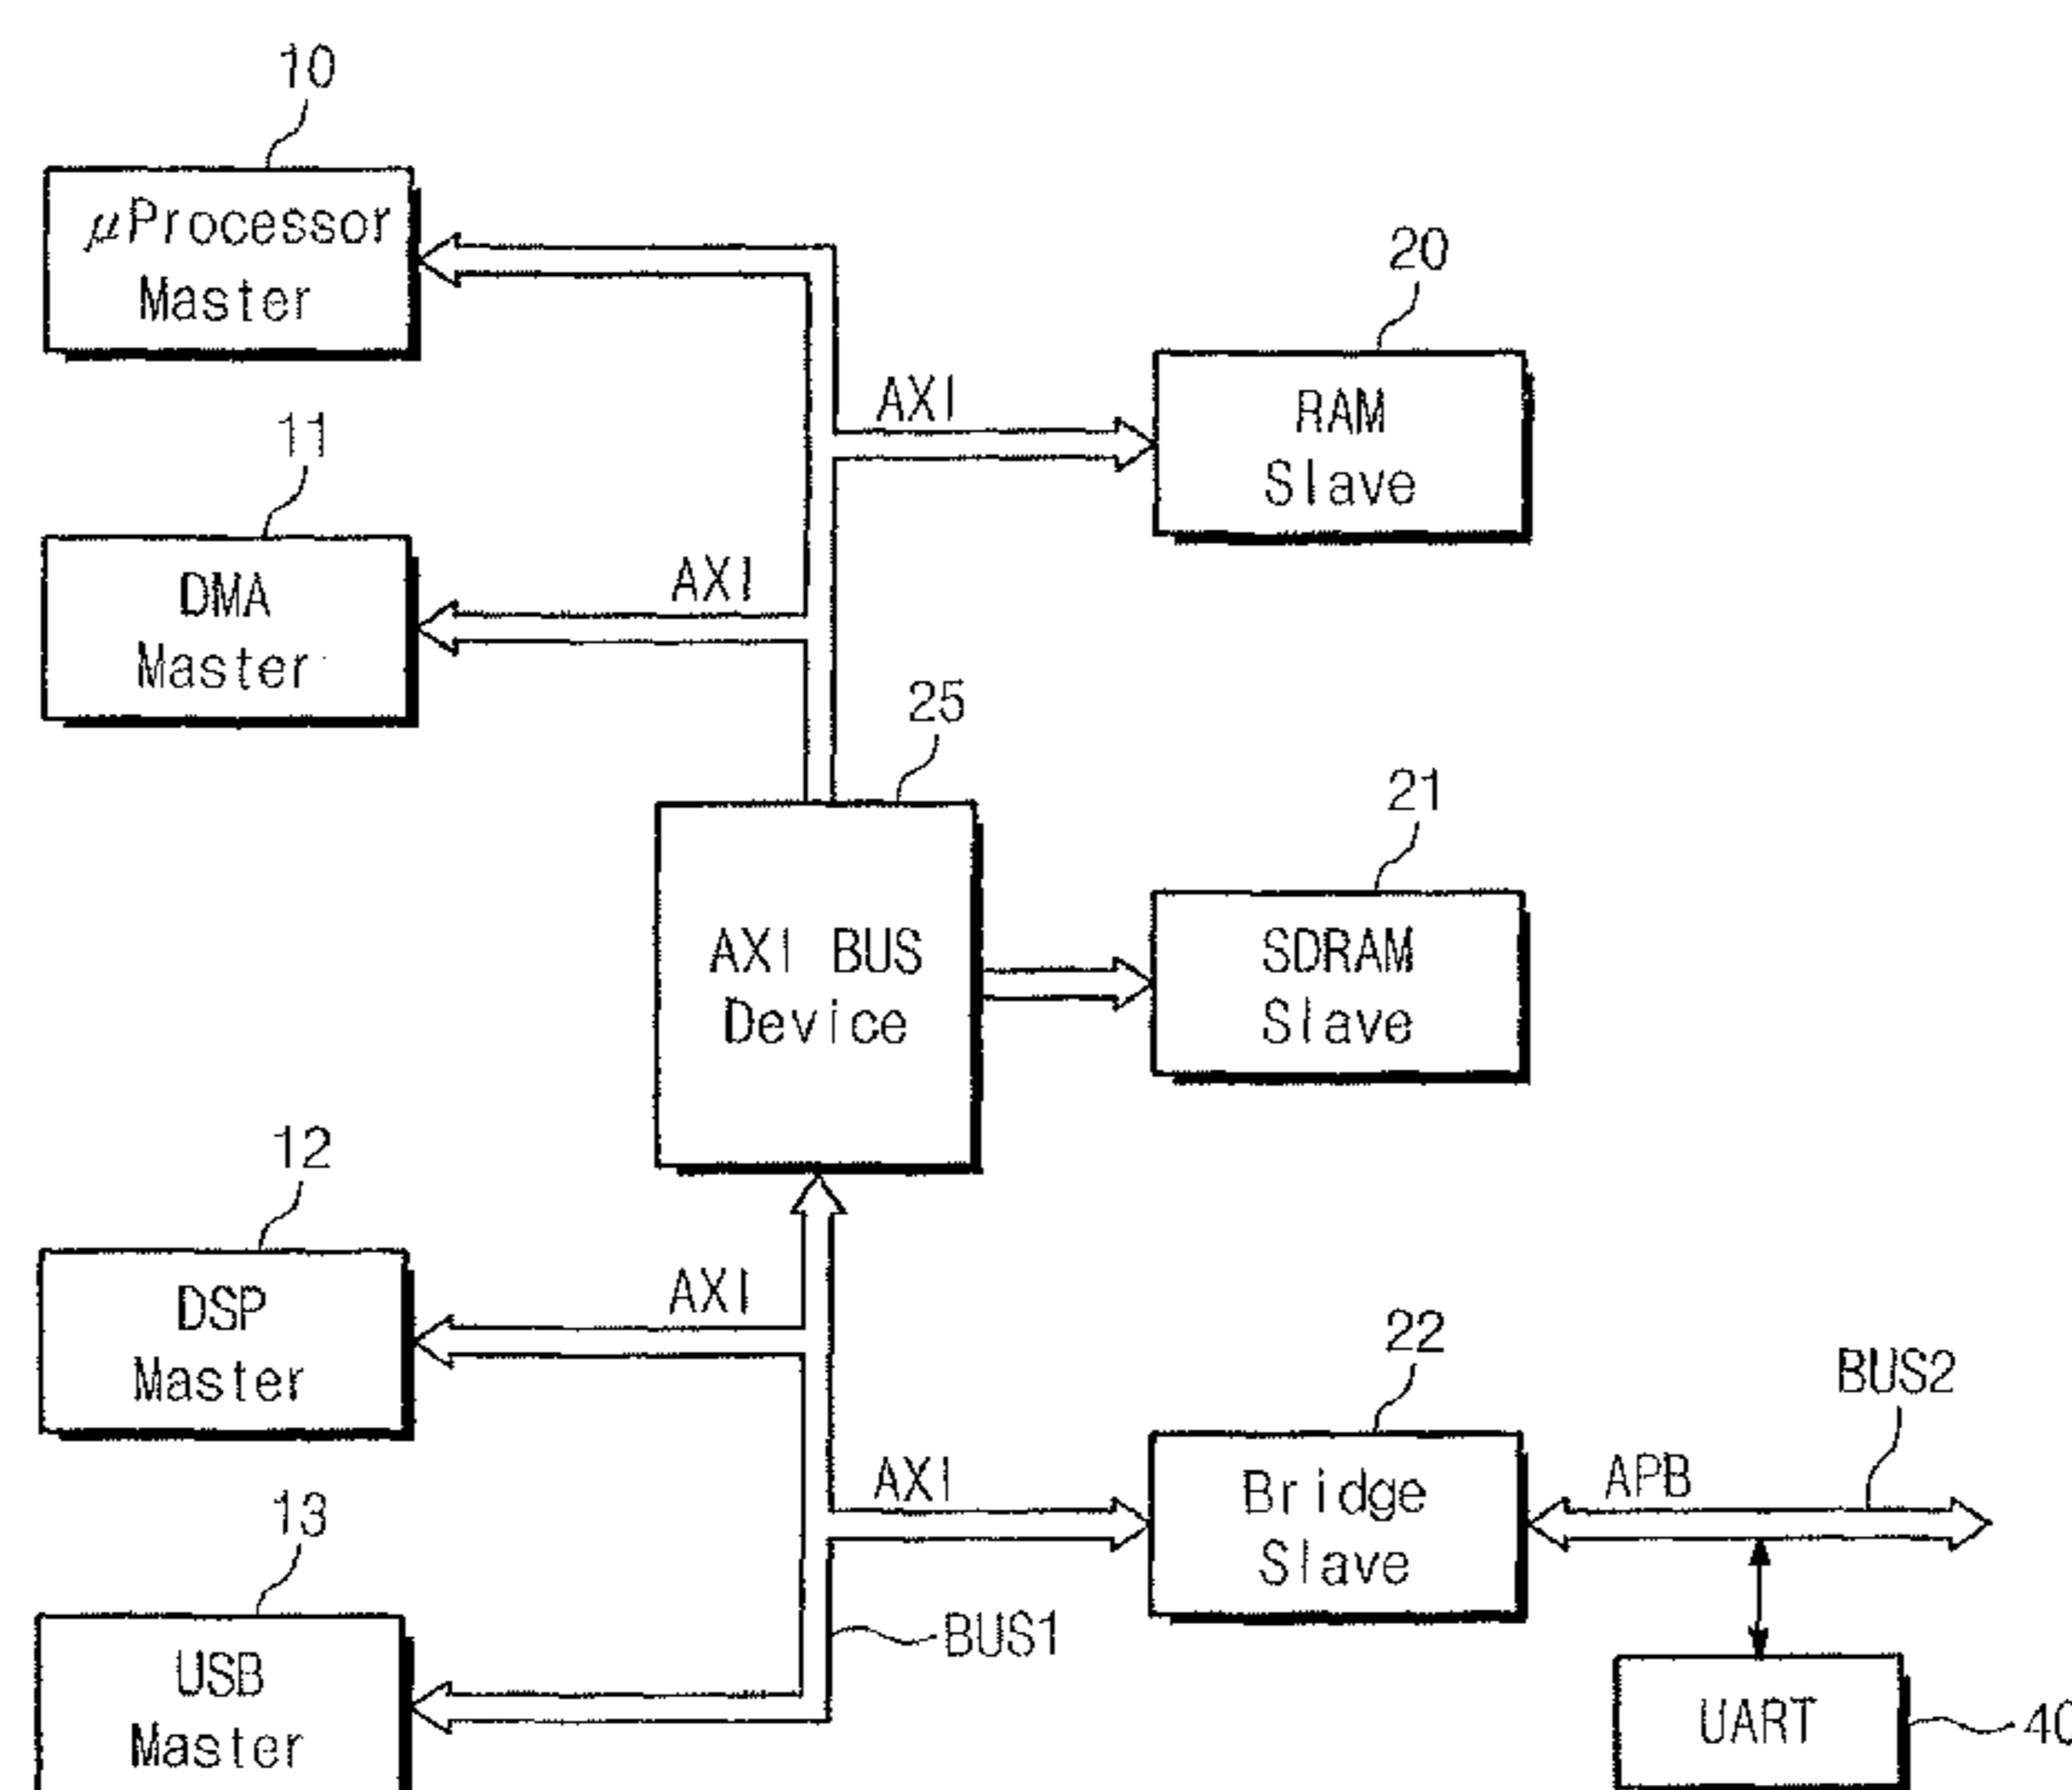 10
μProcessor
Master
20
AXI
RAM
Slave
11
AXI
DMA
Master
25
21
AXI BUS
Device
SDRAM
Slave
12
AXI
DSP
Master
22
BUS2
AXI
Bridge
Slave
APB
13
BUS1
USB
Master
UART
40